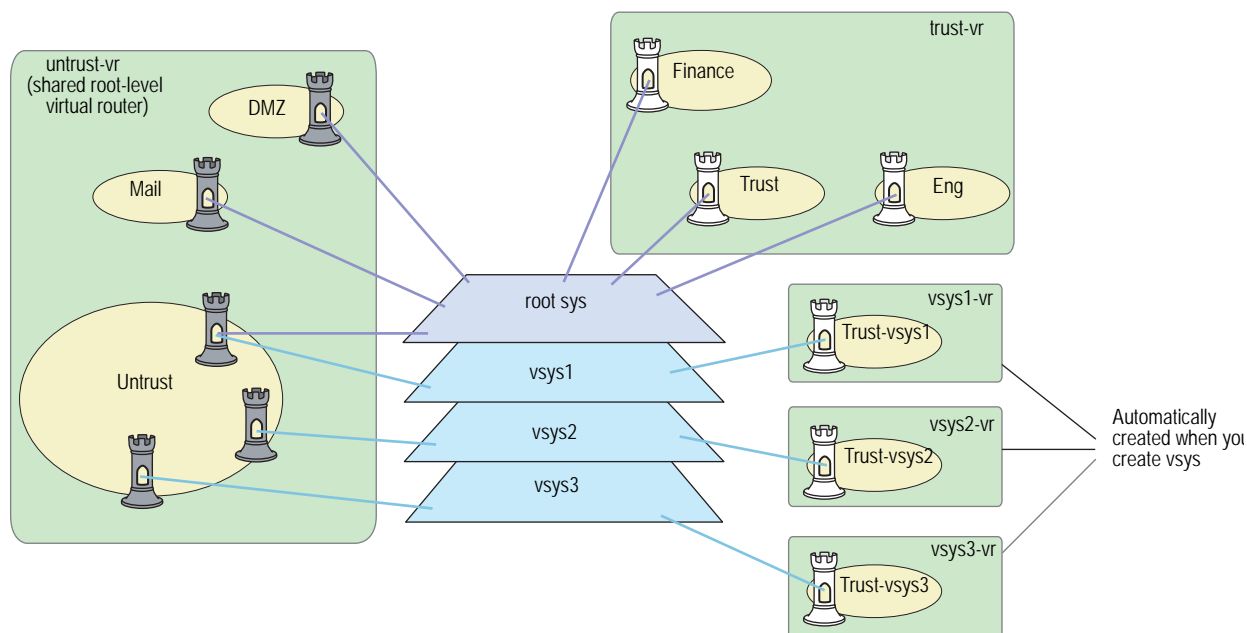 untrust-vr
(shared root-level
virtual router)
DMZ
Mail
Untrust
trust-vr
Finance
Trust
Eng
root sys
vsys1
vsys2
vsys3
vsys1-vr
Trust-vsys1
vsys2-vr
Trust-vsys2
vsys3-vr
Trust-vsys3
Automatically
created when you
create vsys